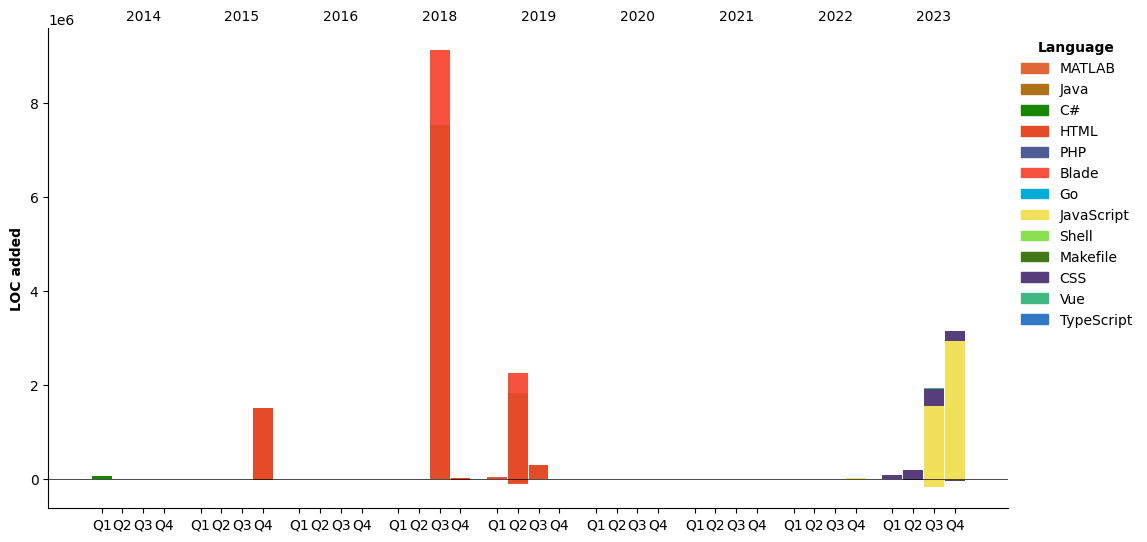 1e6
2014 2015 2016 2018 2019 2020 2021 2022 2023
LOC added
8
6
4
2
0
Q1 Q2 Q3 Q4 Q1 Q2 Q3 Q4 Q1 Q2 Q3 Q4 Q1 Q2 Q3 Q4 Q1 Q2 Q3 Q4 Q1 Q2 Q3 Q4 Q1 Q2 Q3 Q4 Q1 Q2 Q3 Q4 Q1 Q2 Q3 Q4
Language
MATLAB
Java
C#
HTML
PHP
Blade
Go
JavaScript
Shell
Makefile
CSS
Vue
TypeScript